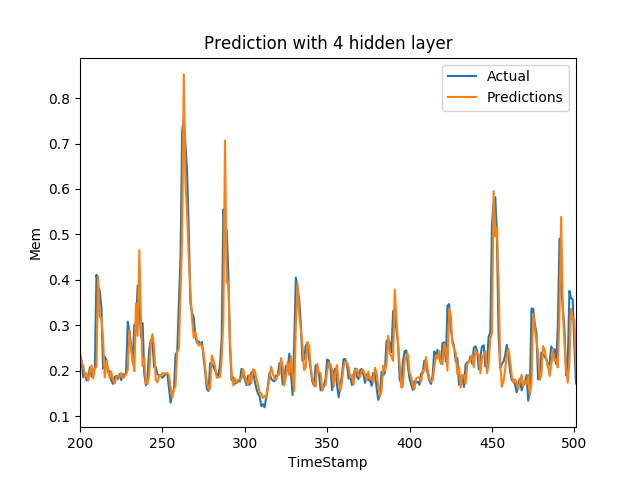 Prediction with 4 hidden layer
Actual
Predictions
0.8
0.7
0.6
0.5
0.4
0.3
0.2
0.1
Mem
200 250 300 350 400 450 500
TimeStamp